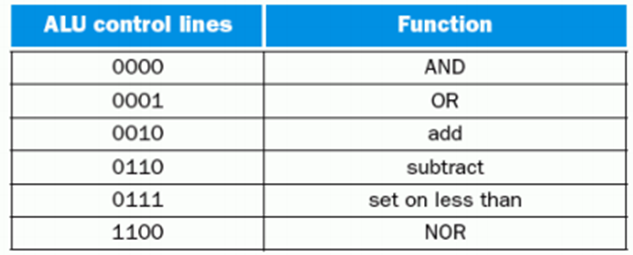 ALU control lines Function
0000 AND
0001 OR
0010 add
0110 subtract
0111 set on less than
1100 NOR